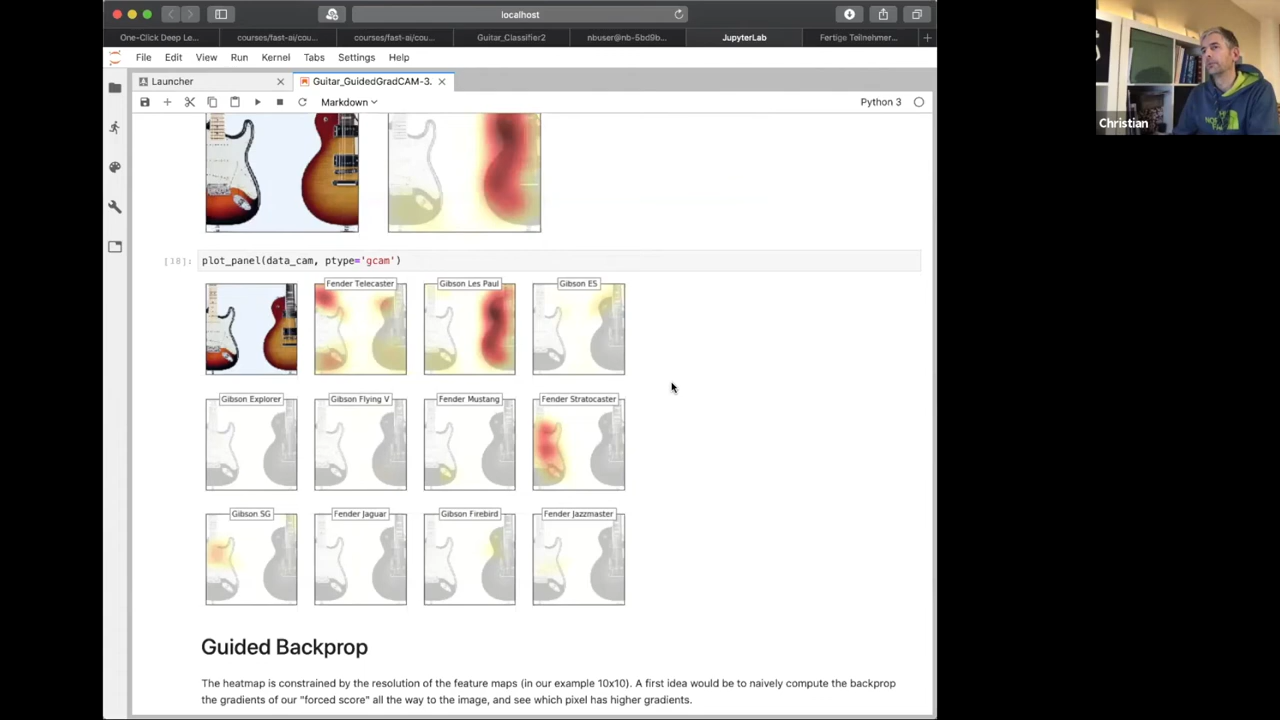 localhost
One-Click Deep Le...
courses/fast-ai/cou...
courses/fast-ai/cou...
Guitar_Classifier2
nbuser@nb-5bd9b...
JupyterLab
Fertige Teilnehmer...
File Edit View Run Kernel Tabs Settings Help
Launcher
Guitar_GuidedGradCAM-3.
Markdown
Python 3
Christian
[18]: plot_panel(data_cam, ptype='gcam')
Fender Telecaster
Gibson Les Paul
Gibson ES
Gibson Explorer
Gibson Flying V
Fender Mustang
Fender Stratocaster
Gibson SG
Fender Jaguar
Gibson Firebird
Fender Jazzmaster
Guided Backprop
The heatmap is constrained by the resolution of the feature maps (in our example 10x10). A first idea would be to naively compute the backprop
the gradients of our "forced score" all the way to the image, and see which pixel has higher gradients.